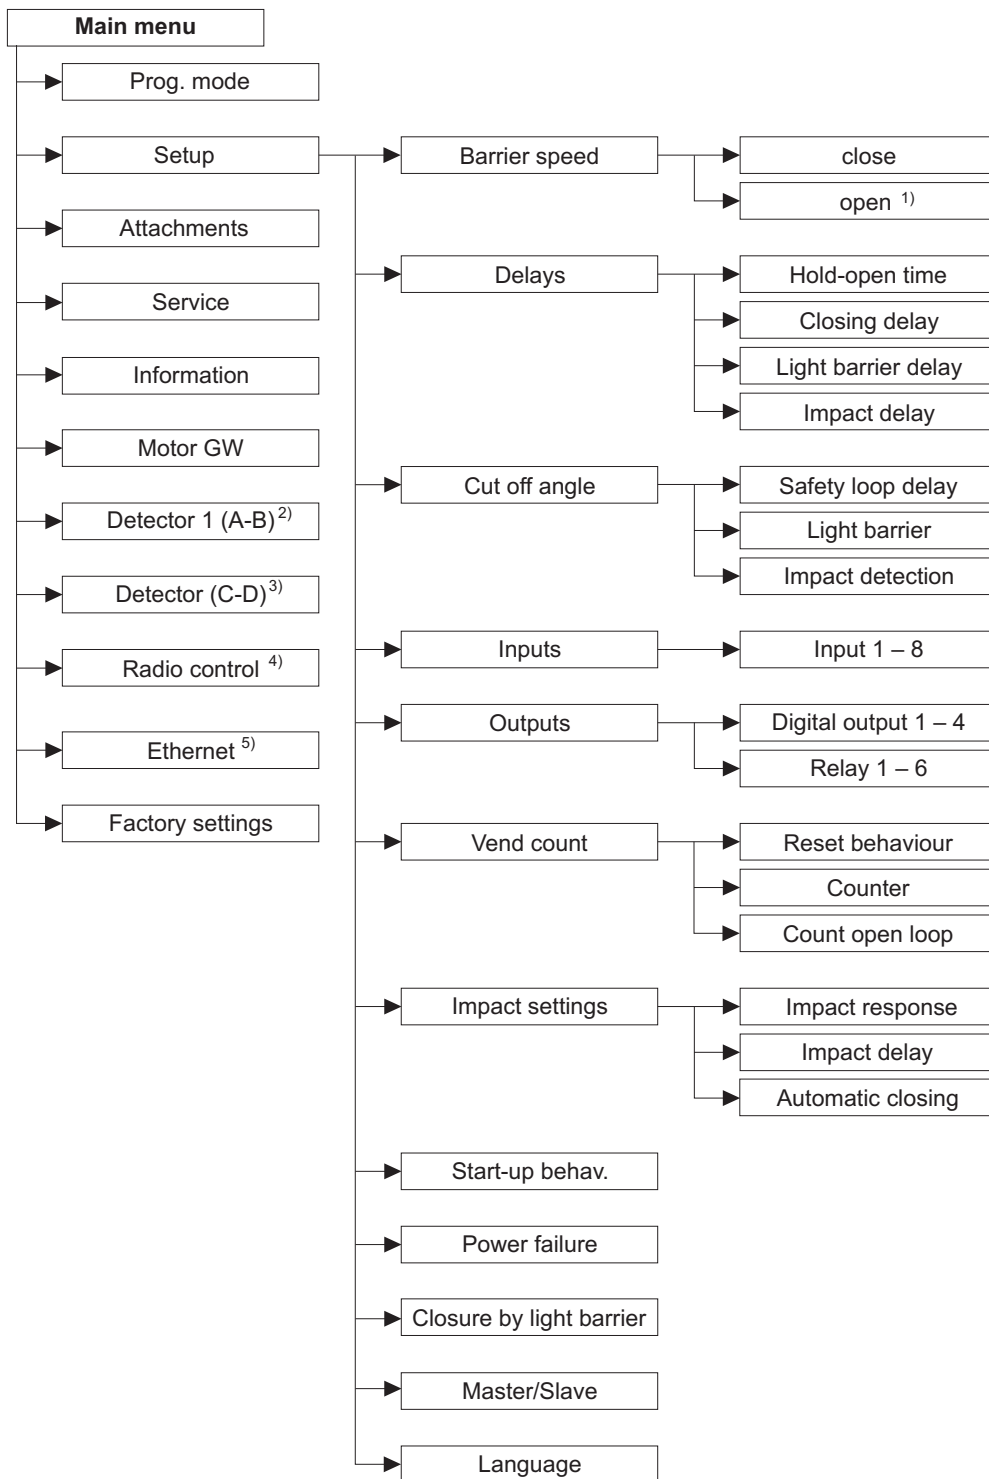 Main menu
Prog. mode
Setup
Attachments
Service
Information
Motor GW
Detector 1 (A-B) 2)
Detector (C-D) 3)
Radio control 4)
Ethernet 5)
Factory settings
Barrier speed
close
open 1)
Delays
Hold-open time
Closing delay
Light barrier delay
Impact delay
Cut off angle
Safety loop delay
Light barrier
Impact detection
Inputs
Input 1 – 8
Outputs
Digital output 1 – 4
Relay 1 – 6
Vend count
Reset behaviour
Counter
Count open loop
Impact settings
Impact response
Impact delay
Automatic closing
Start-up behav.
Power failure
Closure by light barrier
Master/Slave
Language